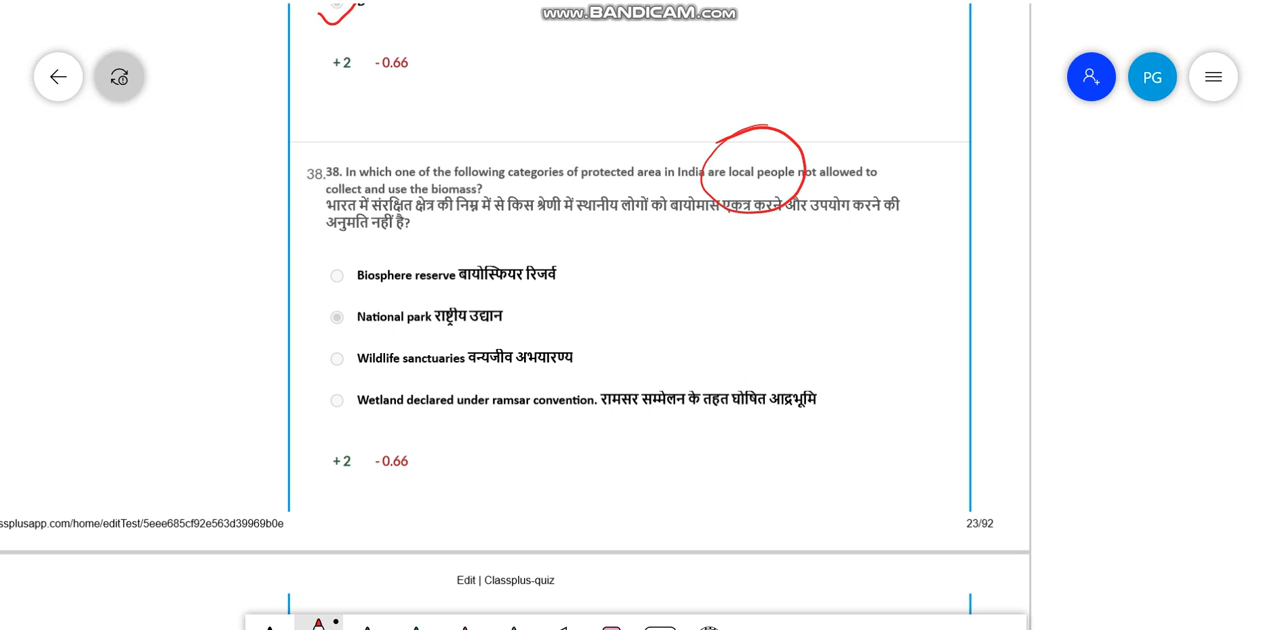 www.BANDICAM.COM
+ 2 - 0.66
PG
38. 38. In which one of the following categories of protected area in India are local people not allowed to
collect and use the biomass?
भारत में संरक्षित क्षेत्र की निम्न में से किस श्रेणी में स्थानीय लोगों को बायोमास एकत्र करने और उपयोग करने की
अनुमति नहीं है?
Biosphere reserve बायोस्फियर रिजर्व
National park राष्ट्रीय उद्यान
Wildlife sanctuaries वन्यजीव अभयारण्य
Wetland declared under ramsar convention. रामसर सम्मेलन के तहत घोषित आद्रभूमि
+ 2 - 0.66
ssplusapp.com/home/editTest/5eee685cf92e563d39969b0e
23/92
Edit | Classplus-quiz